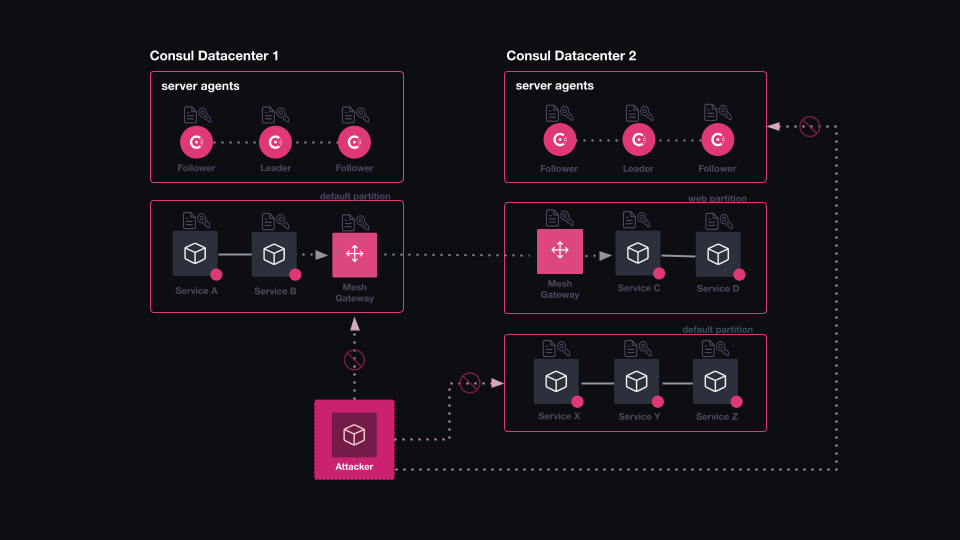 Consul Datacenter 1
server agents
Follower
Leader
Follower
default partition
Service A
Service B
Mesh
Gateway
Consul Datacenter 2
server agents
Follower
Leader
Follower
web partition
Mesh
Gateway
Service C
Service D
default partition
Service X
Service Y
Service Z
Attacker